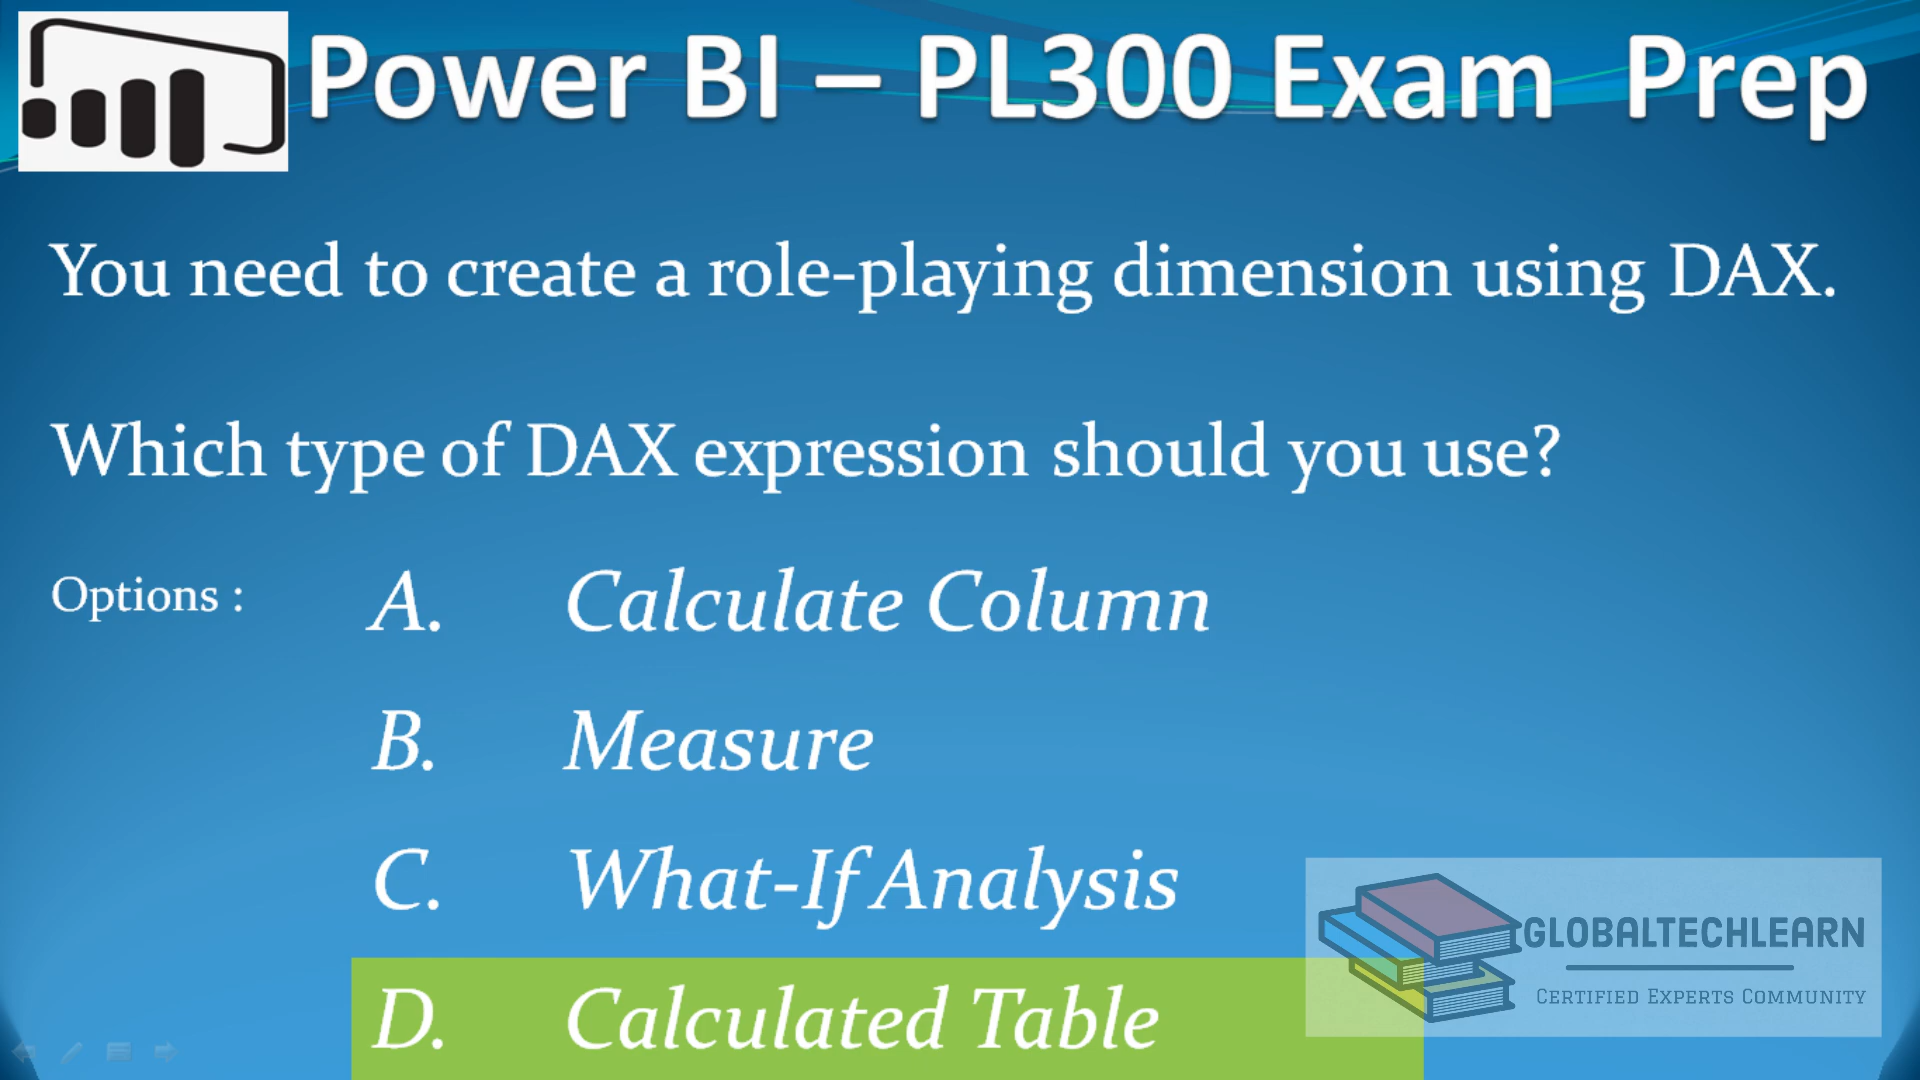 Power BI – PL300 Exam Prep
You need to create a role-playing dimension using DAX.
Which type of DAX expression should you use?
Options :
A. Calculate Column
B. Measure
C. What-If Analysis
D. Calculated Table
GLOBALTECHLEARN
CERTIFIED EXPERTS COMMUNITY